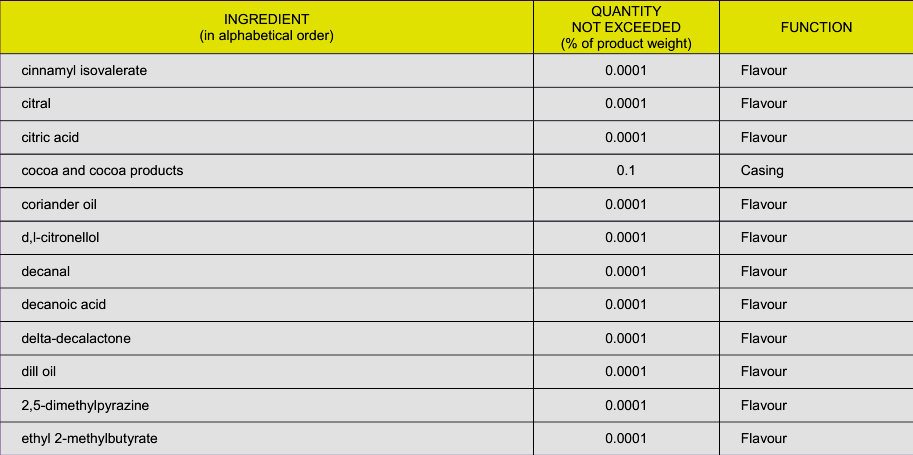 INGREDIENT
(in alphabetical order)
QUANTITY
NOT EXCEEDED
(% of product weight)
FUNCTION
cinnamyl isovalerate 0.0001 Flavour
citral 0.0001 Flavour
citric acid 0.0001 Flavour
cocoa and cocoa products 0.1 Casing
coriander oil 0.0001 Flavour
d,l-citronellol 0.0001 Flavour
decanal 0.0001 Flavour
decanoic acid 0.0001 Flavour
delta-decalactone 0.0001 Flavour
dill oil 0.0001 Flavour
2,5-dimethylpyrazine 0.0001 Flavour
ethyl 2-methylbutyrate 0.0001 Flavour